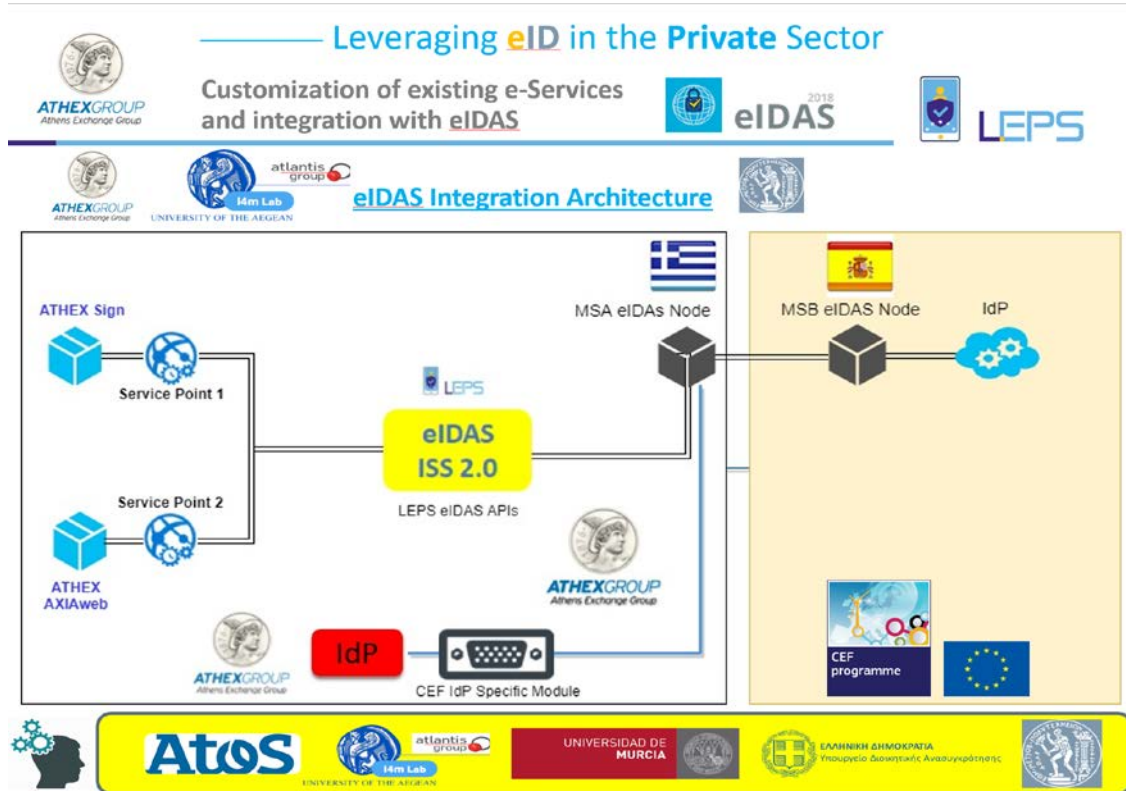 Leveraging eID in the Private Sector
ATHEXGROUP
Athens Exchange Group
Customization of existing e-Services
and integration with eIDAS
eIDAS 2018
LEPS
ATHEXGROUP
Athens Exchange Group
I4m Lab
UNIVERSITY OF THE AEGEAN
atlantis
group
eIDAS Integration Architecture
MSA eIDAs Node
MSB eIDAS Node
IdP
ATHEX Sign
Service Point 1
LEPS
eIDAS
ISS 2.0
LEPS eIDAS APIs
Service Point 2
ATHEX
AXIAweb
ATHEXGROUP
Athens Exchange Group
ATHEXGROUP
Athens Exchange Group
IdP
CEF IdP Specific Module
CEF
programme
Atos
I4m Lab
UNIVERSITY OF THE AEGEAN
atlantis
group
UNIVERSIDAD DE
MURCIA
ΕΛΛΗΝΙΚΗ ΔΗΜΟΚΡΑΤΙΑ
Υπουργείο Διοικητικής Ανασυγκρότησης